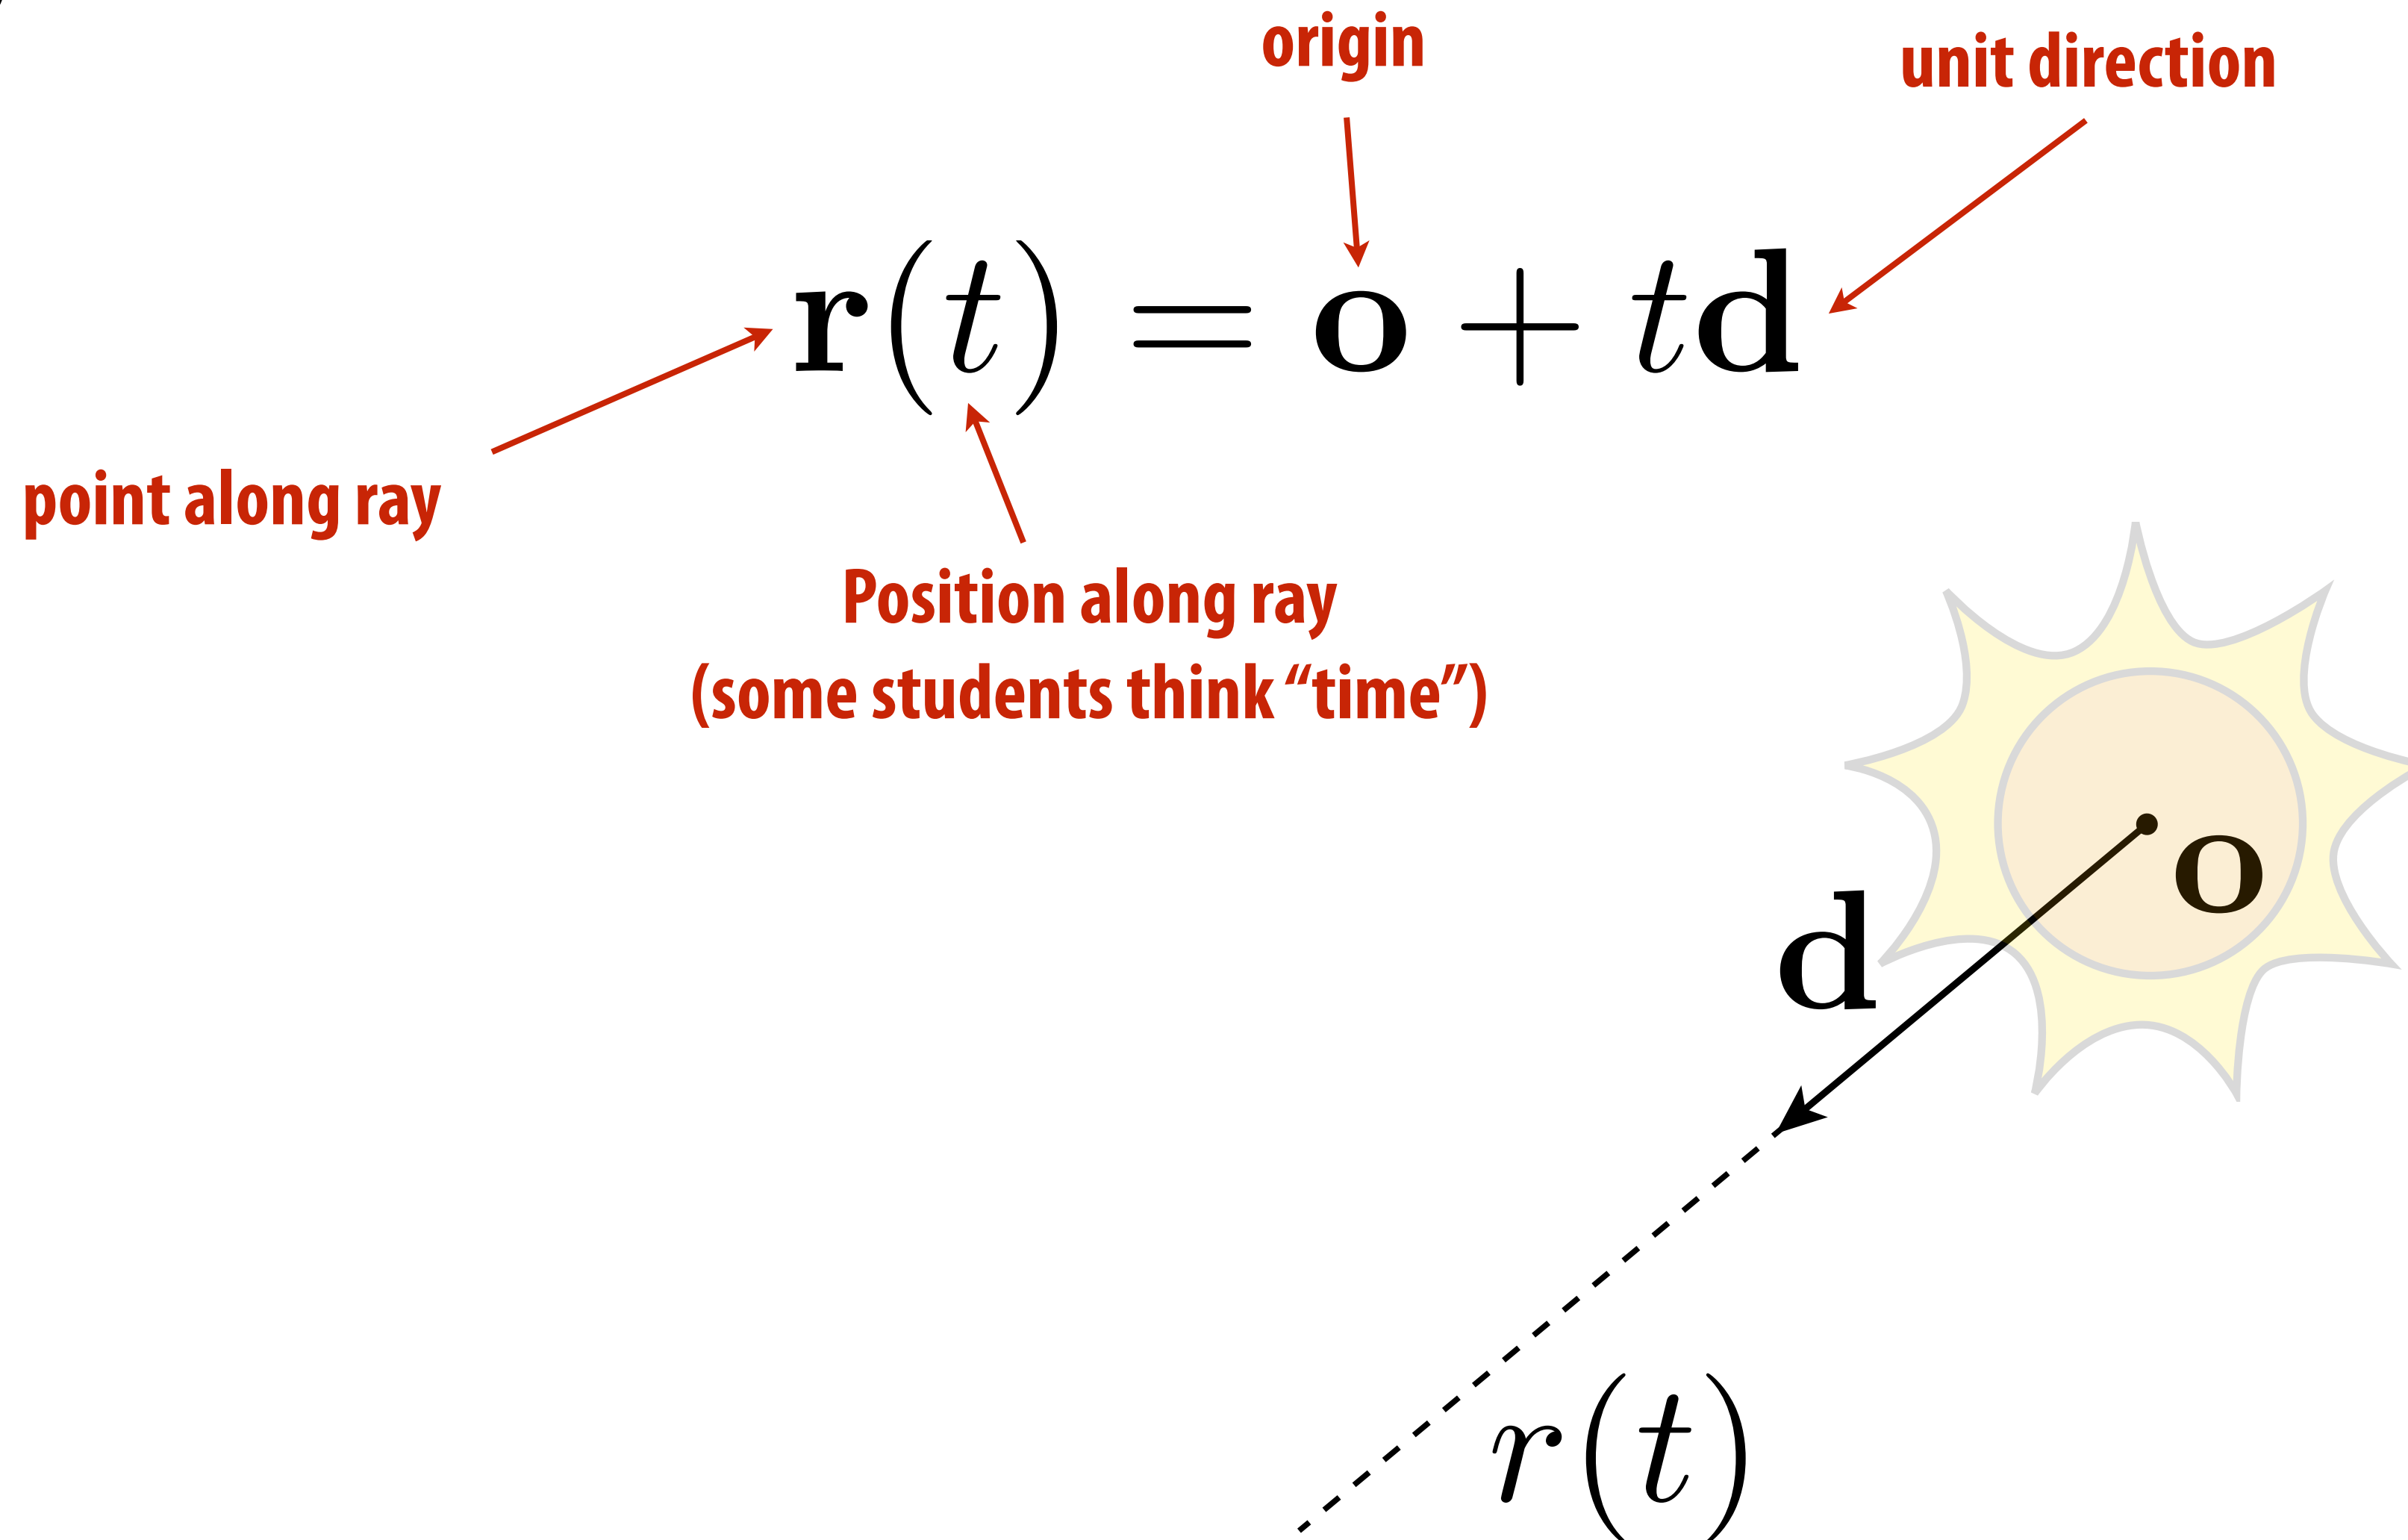 origin
unit direction
r(t) = o + td
point along ray
Position along ray
(some students think “time”)
o
d
r(t)